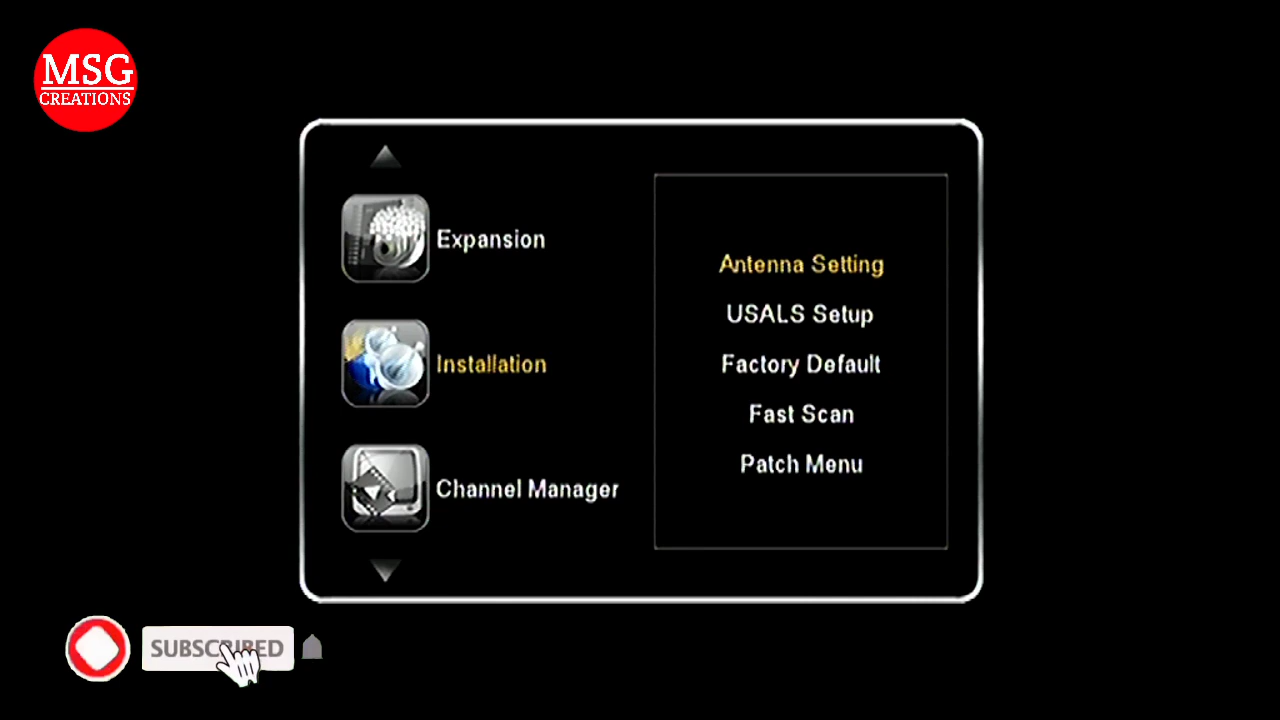 MSG
CREATIONS
Expansion
Installation
Channel Manager
Antenna Setting
USALS Setup
Factory Default
Fast Scan
Patch Menu
SUBSCRIBED